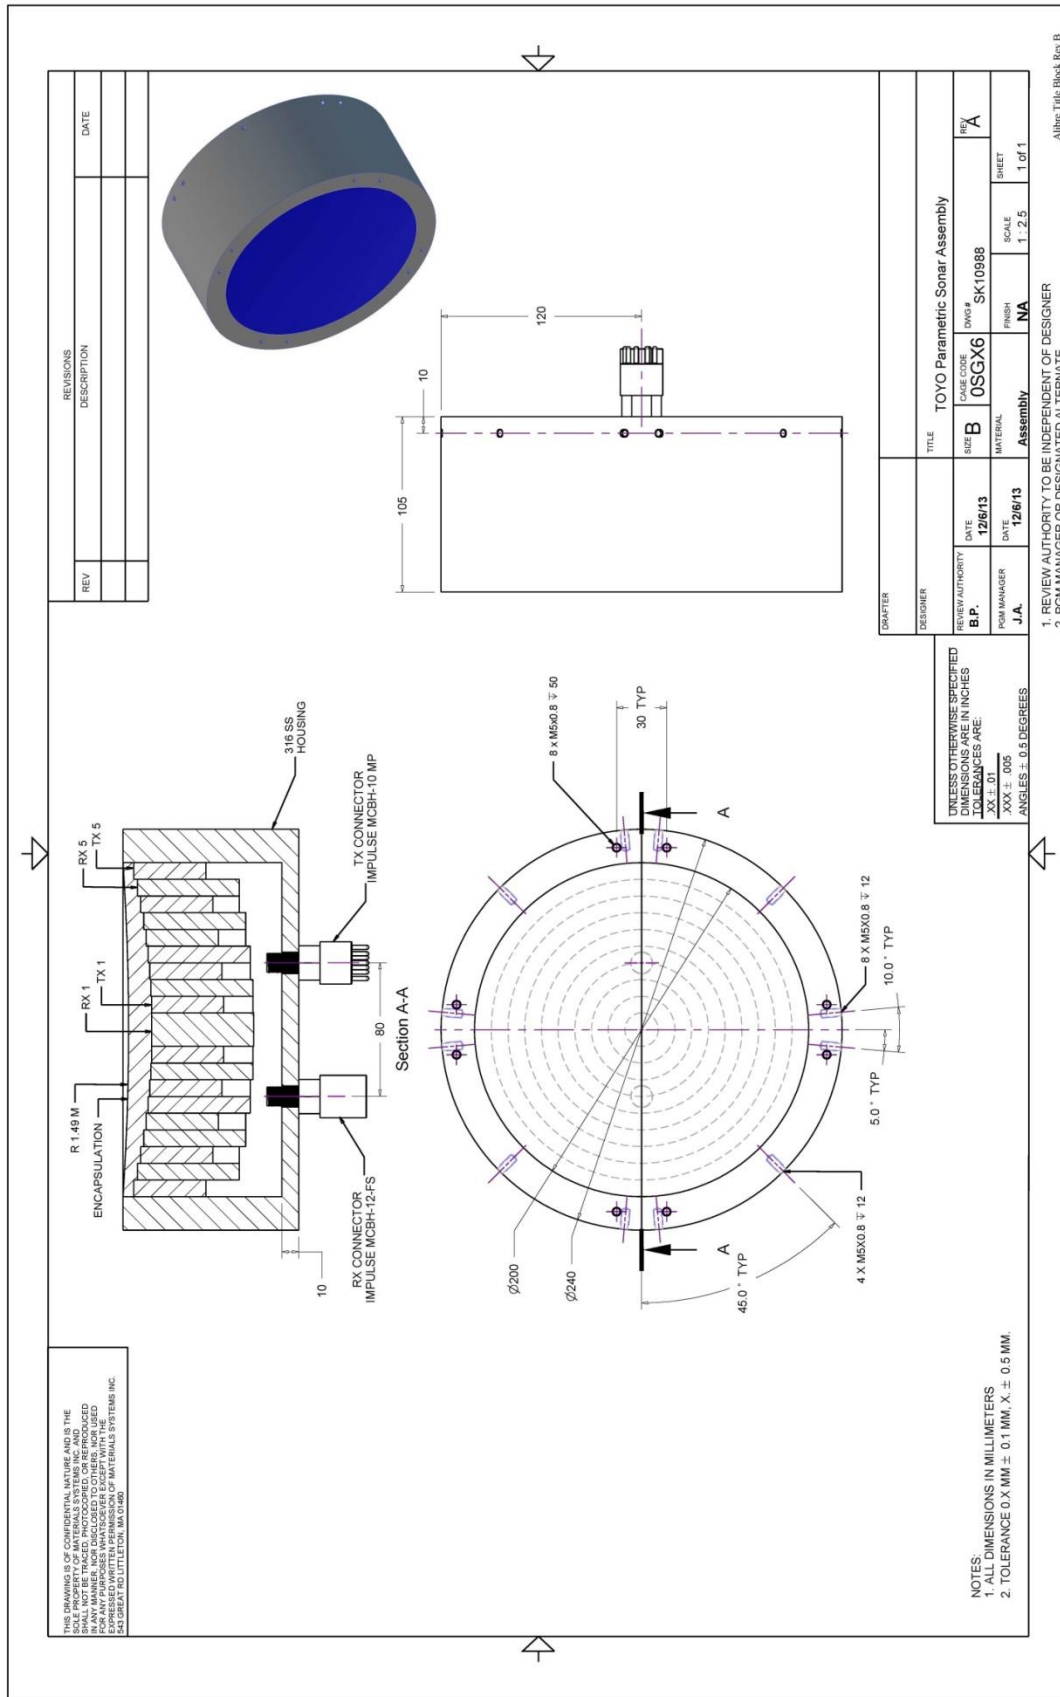 THIS DRAWING IS OF CONFIDENTIAL NATURE AND IS THE
SOLE PROPERTY OF MATERIALS SYSTEMS INC. AND
SHALL NOT BE TRACED, PHOTOCOPIED, OR REPRODUCED
IN ANY MANNER, NOR DISCLOSED TO OTHERS, NOR USED
FOR ANY PURPOSES WHATSOEVER EXCEPT WITH THE
EXPRESSED WRITTEN PERMISSION OF MATERIALS SYSTEMS INC.
543 GREAT RD LITTLETON, MA 01460
REVISIONS
REV
DESCRIPTION
DATE
R 1.49 M
ENCAPSULATION
RX 1
TX 1
RX 5
TX 5
316 SS
HOUSING
10
RX CONNECTOR
IMPULSE MCBH-12-FS
80
TX CONNECTOR
IMPULSE MCBH-10 MP
Section A-A
Ø200
Ø240
8 x M5x0.8 ↧ 50
30 TYP
A
A
45.0° TYP
4 X M5X0.8 ↧ 12
5.0° TYP
10.0° TYP
8 X M5X0.8 ↧ 12
105
10
120
NOTES:
1. ALL DIMENSIONS IN MILLIMETERS
2. TOLERANCE 0.X MM ± 0.1 MM, X. ± 0.5 MM.
UNLESS OTHERWISE SPECIFIED
DIMENSIONS ARE IN INCHES
TOLERANCES ARE:
.XX ± .01
.XXX ± .005
ANGLES ± 0.5 DEGREES
DRAFTER
DESIGNER
REVIEW AUTHORITY
B.P.
DATE
12/6/13
PGM MANAGER
J.A.
DATE
12/6/13
TITLE
TOYO Parametric Sonar Assembly
SIZE B
CAGE CODE
0SGX6
DWG #
SK10988
REV
A
MATERIAL
Assembly
FINISH
NA
SCALE
1 : 2.5
SHEET
1 of 1
1. REVIEW AUTHORITY TO BE INDEPENDENT OF DESIGNER
2. PGM MANAGER OR DESIGNATED ALTERNATE
Alibre Title Block Rev B